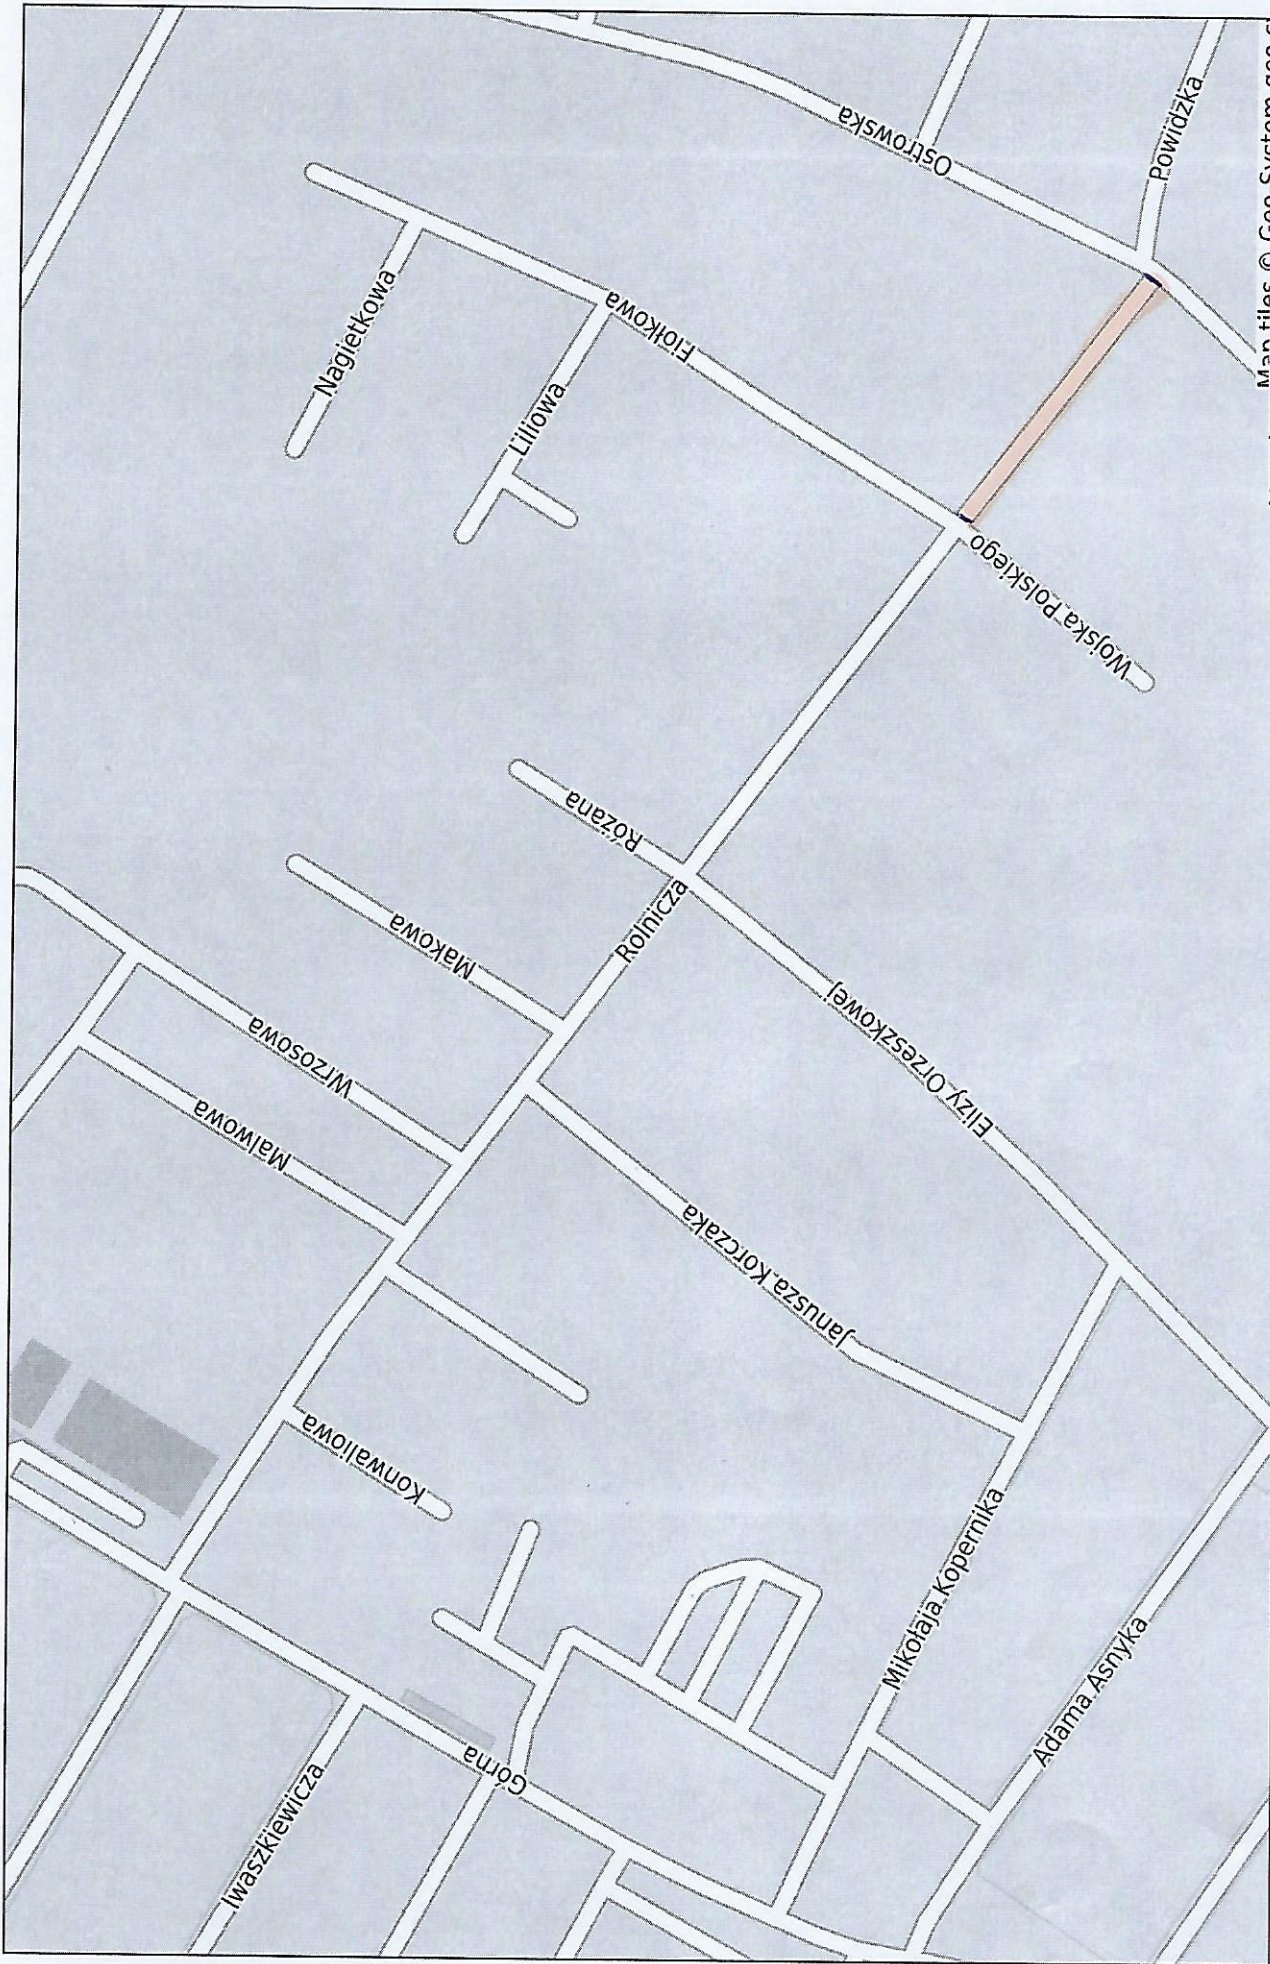 Ostrowska
Powidzka
Nagietkowa
Fiołkowa
Liliowa
Wojska Polskiego
Różana
Makowa
Rolnicza
Wrzosowa
Malwowa
Elizy Orzeszkowej
Janusza Korczaka
Konwaliowa
Mikołaja Kopernika
Adama Asnyka
Górna
Iwaszkiewicza
Map tiles © Geo-System